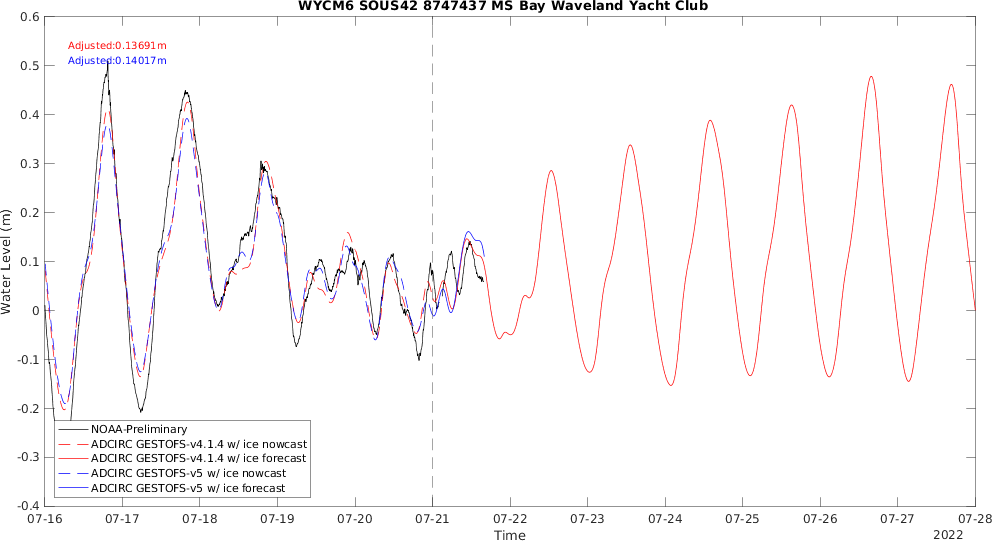 WYCM6 SOUS42 8747437 MS Bay Waveland Yacht Club
0.6
0.5
0.4
0.3
0.2
0.1
0
-0.1
-0.2
-0.3
-0.4
Water Level (m)
Adjusted:0.13691m
Adjusted:0.14017m
NOAA-Preliminary
ADCIRC GESTOFS-v4.1.4 w/ ice nowcast
ADCIRC GESTOFS-v4.1.4 w/ ice forecast
ADCIRC GESTOFS-v5 w/ ice nowcast
ADCIRC GESTOFS-v5 w/ ice forecast
07-16 07-17 07-18 07-19 07-20 07-21 07-22 07-23 07-24 07-25 07-26 07-27 07-28
Time
2022